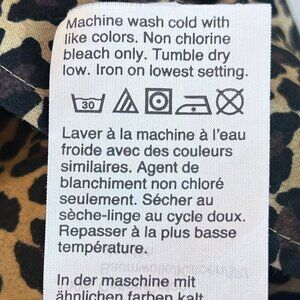 Machine wash cold with
like colors. Non chlorine
bleach only. Tumble dry
low. Iron on lowest setting.
30
Laver à la machine à l'eau
froide avec des couleurs
similaires. Agent de
blanchiment non chloré
seulement. Sécher au
sèche-linge au cycle doux.
Repasser à la plus basse
température.
In der maschine mit
ähnlichen farben kalt